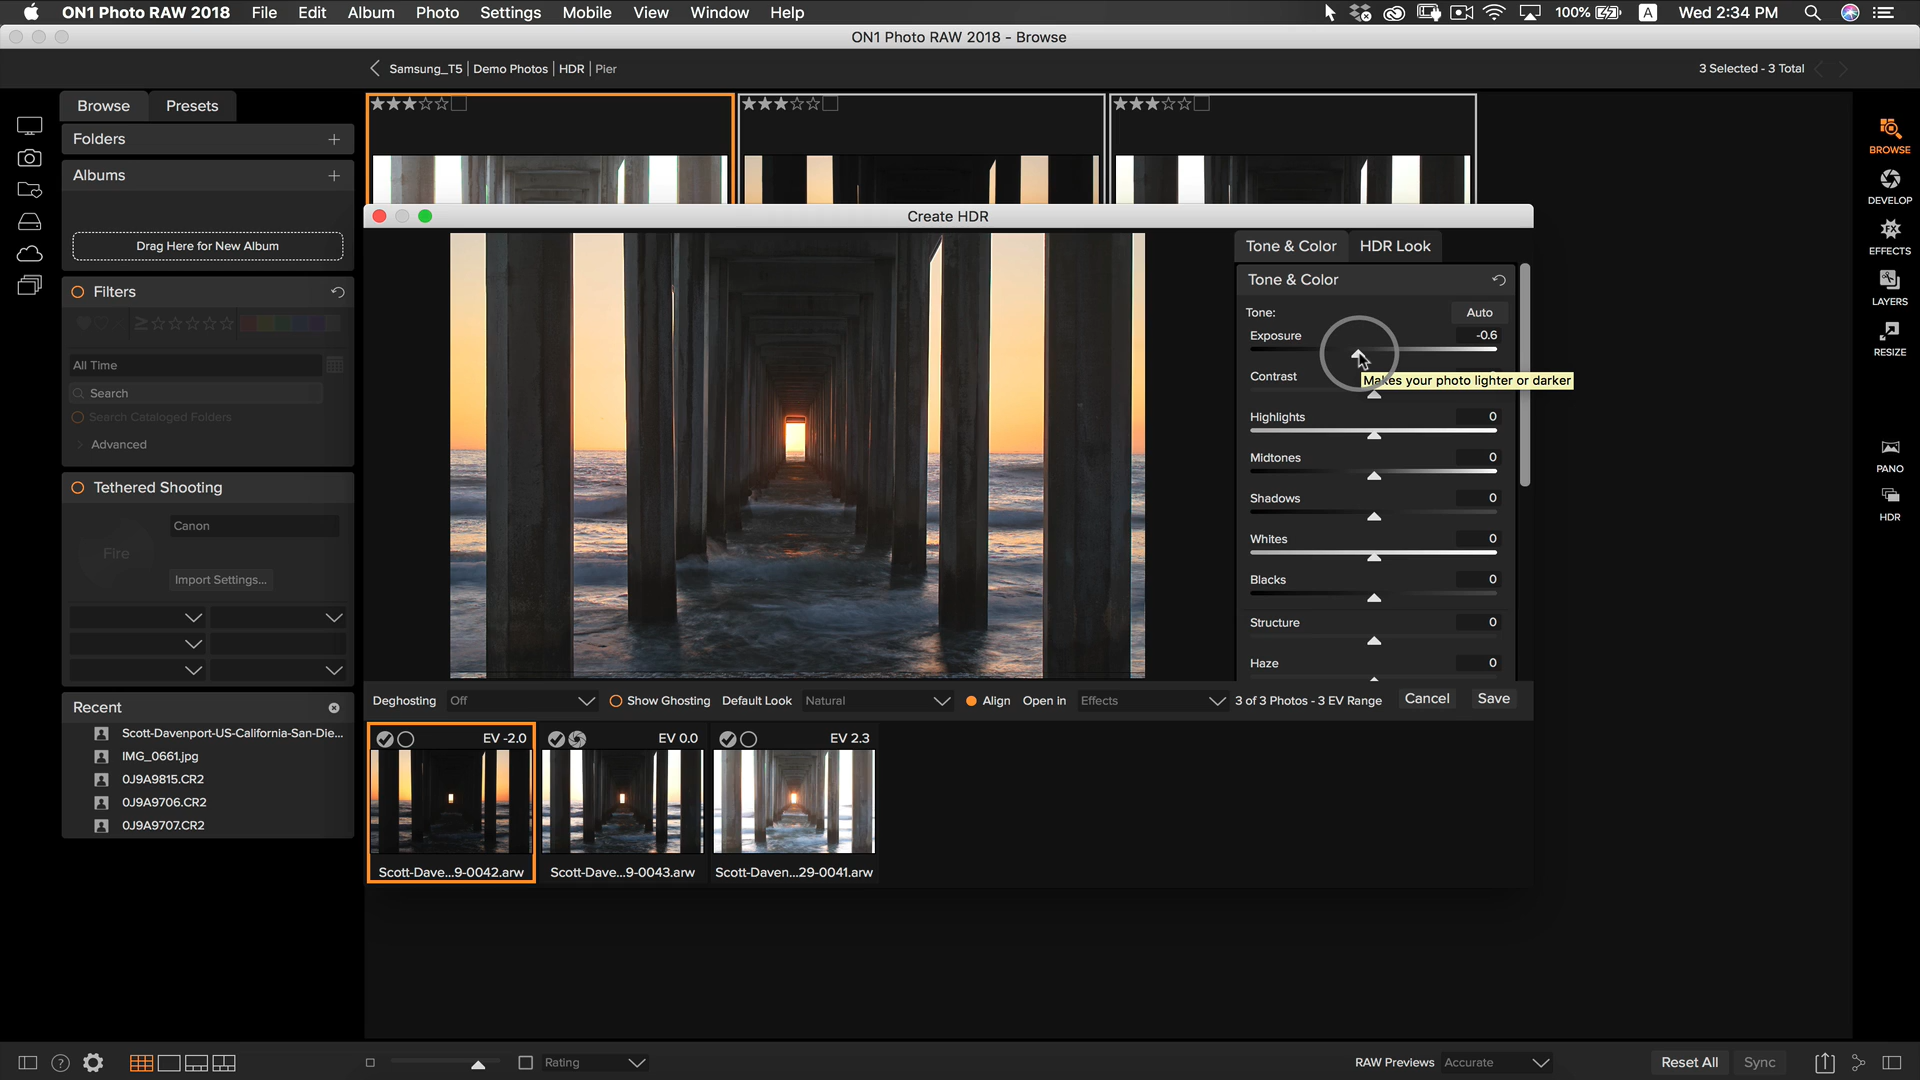 ON1 Photo RAW 2018 File Edit Album Photo Settings Mobile View Window Help 100% A Wed 2:34 PM
ON1 Photo RAW 2018 - Browse
Samsung_T5 | Demo Photos | HDR | Pier 3 Selected - 3 Total
Browse Presets
Folders
Albums
Drag Here for New Album
Filters
All Time
Search
Search Cataloged Folders
Advanced
Tethered Shooting
Canon
Fire
Import Settings...
Recent
Scott-Davenport-US-California-San-Die...
IMG_0661.jpg
0J9A9815.CR2
0J9A9706.CR2
0J9A9707.CR2
Create HDR
Tone & Color HDR Look
Tone & Color
Tone: Auto
Exposure -0.6
Makes your photo lighter or darker
Contrast
Highlights 0
Midtones 0
Shadows 0
Whites 0
Blacks 0
Structure 0
Haze 0
Deghosting Off Show Ghosting Default Look Natural Align Open in Effects 3 of 3 Photos - 3 EV Range Cancel Save
EV -2.0 EV 0.0 EV 2.3
Scott-Dave...9-0042.arw Scott-Dave...9-0043.arw Scott-Daven...29-0041.arw
BROWSE
DEVELOP
FX
EFFECTS
LAYERS
RESIZE
PANO
HDR
? Rating RAW Previews Accurate Reset All Sync